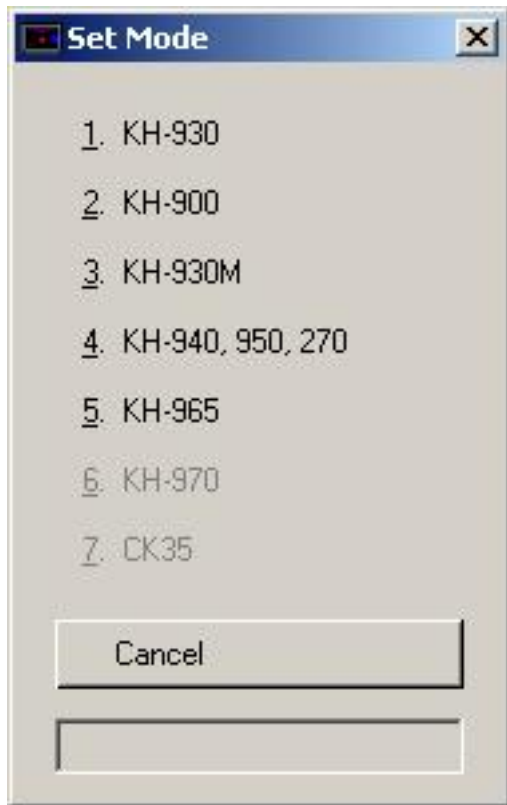 Set Mode
1. KH-930
2. KH-900
3. KH-930M
4. KH-940, 950, 270
5. KH-965
6. KH-970
7. CK35
Cancel